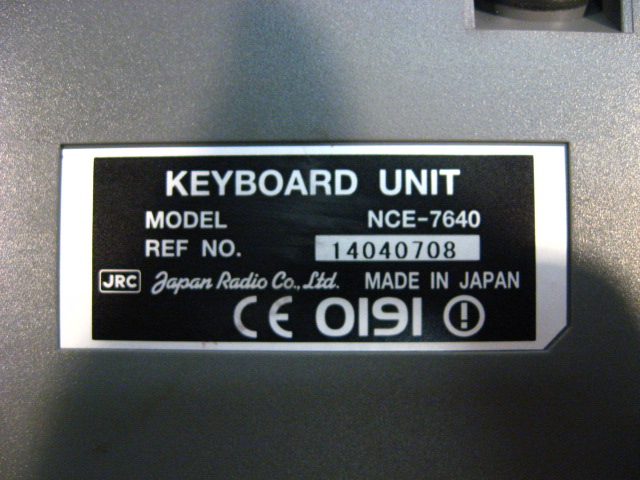 KEYBOARD UNIT
MODEL NCE-7640
REF NO. 14040708
JRC Japan Radio Co., Ltd. MADE IN JAPAN
CE 0191 !